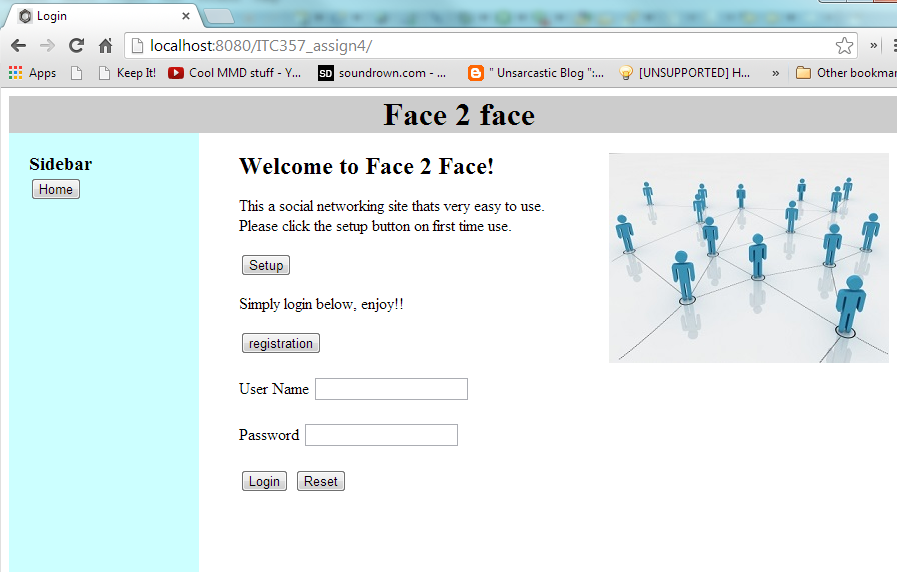 Login
localhost:8080/ITC357_assign4/
Apps
Keep It!
Cool MMD stuff - Y...
SD soundrown.com - ...
" Unsarcastic Blog ":...
[UNSUPPORTED] H...
»
Other bookmar
Face 2 face
Sidebar
Home
Welcome to Face 2 Face!
This a social networking site thats very easy to use.
Please click the setup button on first time use.
Setup
Simply login below, enjoy!!
registration
User Name
Password
Login Reset